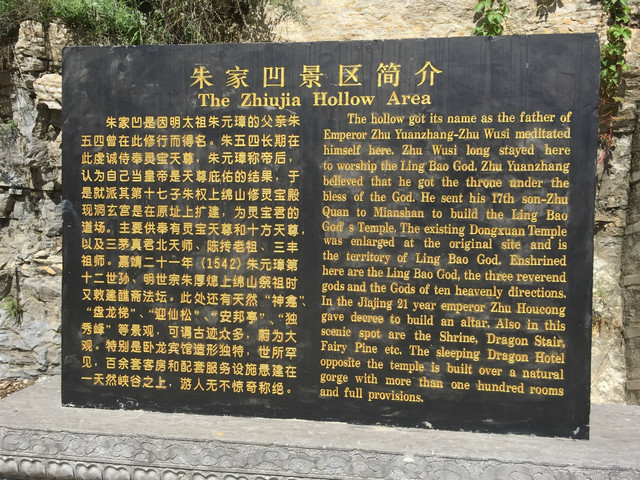 朱家凹景区简介
The Zhiujia Hollow Area
朱家凹是因明太祖朱元璋的父亲朱
五四曾在此修行而得名。朱五四长期在
此虔诚侍奉灵宝天尊，朱元璋称帝后，
认为自己当皇帝是天尊庇佑的结果，于
是就派其第十七子朱权上绵山修灵宝殿
现洞玄宫是在原址上扩建，为灵宝君的
道场。主要供奉有灵宝天尊和十方天尊，
以及三茅真君北天师、陈抟老祖、三丰
祖师。嘉靖二十一年（1542）朱元璋第
十二世孙、明世宗朱厚熜上绵山祭祖时
又敕建醮斋法坛。此处还有天然“神龛”
“盘龙梯”、“迎仙松”、“安邦亭”、“独
秀峰”等景观，可谓古迹众多，蔚为大
观。特别是卧龙宾馆造形独特，世所罕
见，百余套客房和配套服务设施悬建在
一天然峡谷之上，游人无不惊奇称绝。
The hollow got its name as the father of
Emperor Zhu Yuanzhang-Zhu Wusi meditated
himself here. Zhu Wusi long stayed here
to worship the Ling Bao God. Zhu Yuanzhang
believed that he got the throne under the
bless of the God. He sent his 17th son-Zhu
Quan to Mianshan to build the Ling Bao
God's Temple. The existing Dongxuan Temple
was enlarged at the original site and is
the territory of Ling Bao God. Enshrined
here are the Ling Bao God, the three reverend
gods and the Gods of ten heavenly directions.
In the Jiajing 21 year emperor Zhu Houcong
gave decree to build an altar. Also in this
scenic spot are the Shrine, Dragon Stair,
Fairy Pine etc. The sleeping Dragon Hotel
opposite the temple is built over a natural
gorge with more than one hundred rooms
and full provisions.